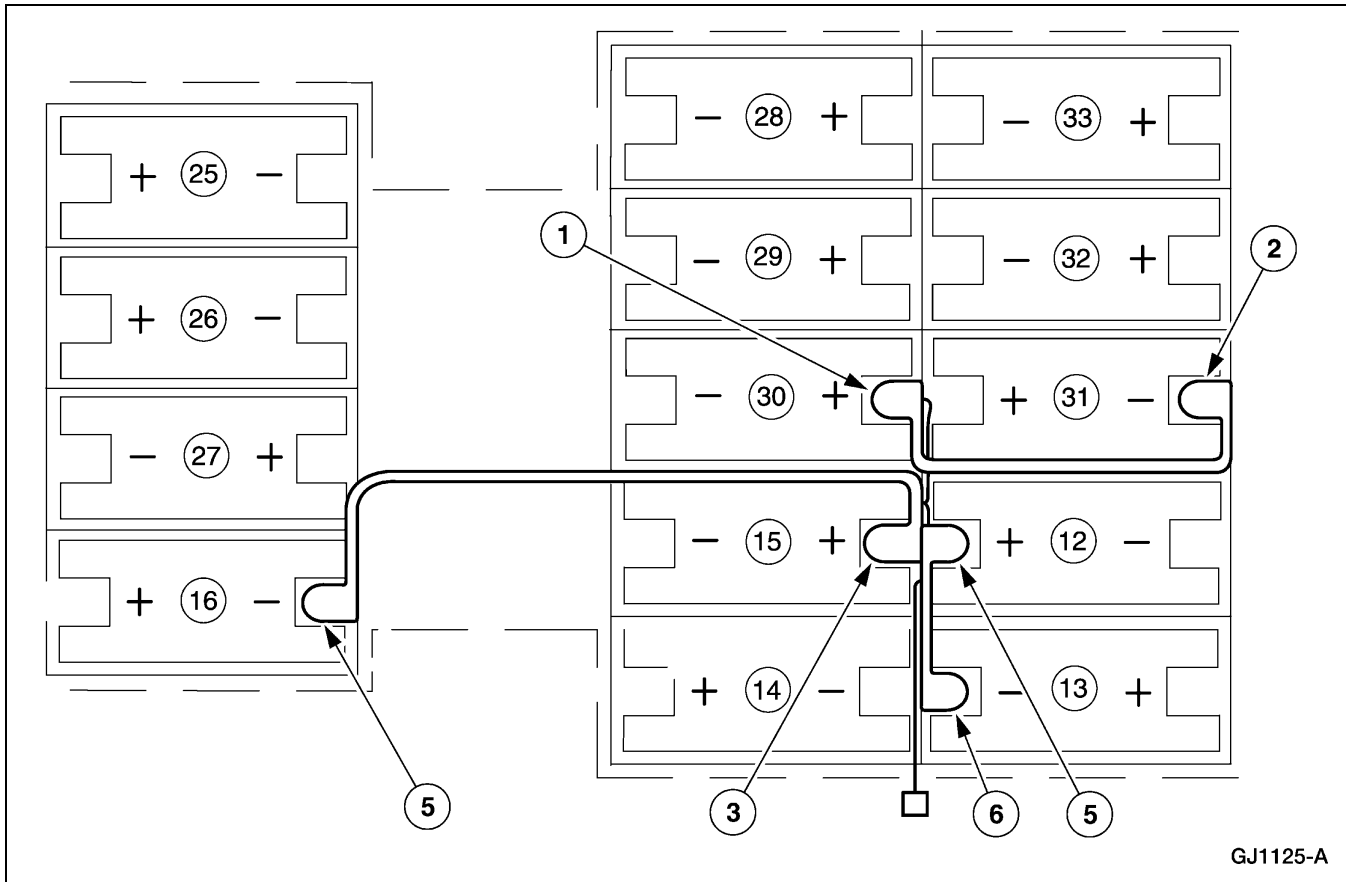 − 28 + − 33 +
+ 25 −
1
− 29 + − 32 +
2
+ 26 −
− 30 + + 31 −
− 27 +
− 15 + + 12 −
+ 16 −
+ 14 − − 13 +
5 3 6 5
GJ1125-A